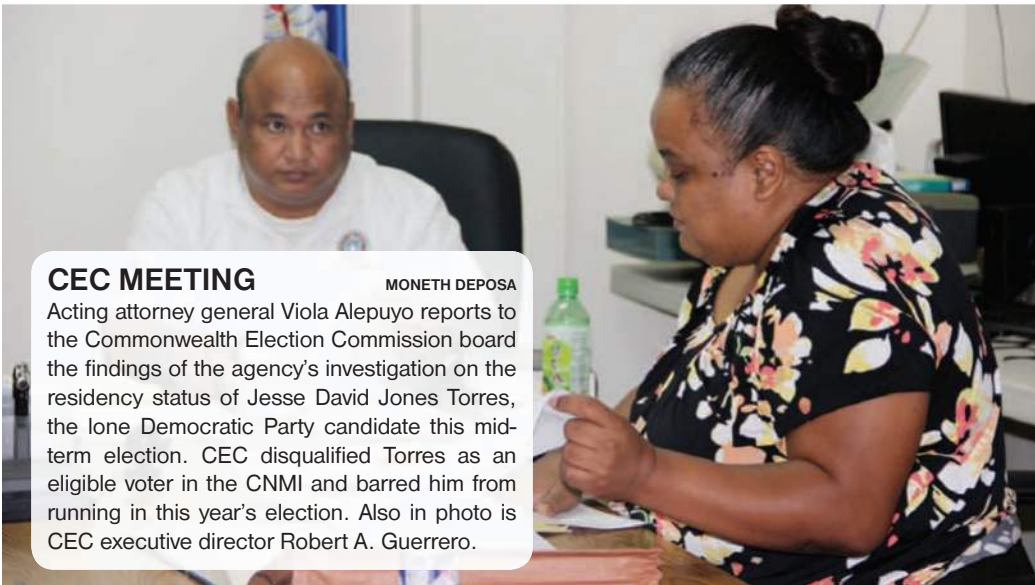 CEC MEETING MONETH DEPOSA
Acting attorney general Viola Alepuyo reports to
the Commonwealth Election Commission board
the findings of the agency's investigation on the
residency status of Jesse David Jones Torres,
the lone Democratic Party candidate this mid-
term election. CEC disqualified Torres as an
eligible voter in the CNMI and barred him from
running in this year's election. Also in photo is
CEC executive director Robert A. Guerrero.